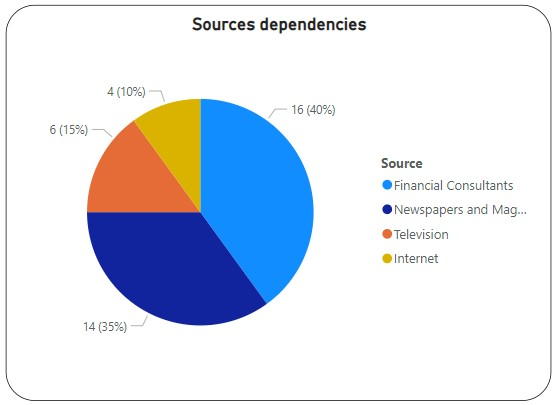 Sources dependencies
4 (10%)
16 (40%)
6 (15%)
14 (35%)
Source
Financial Consultants
Newspapers and Mag...
Television
Internet